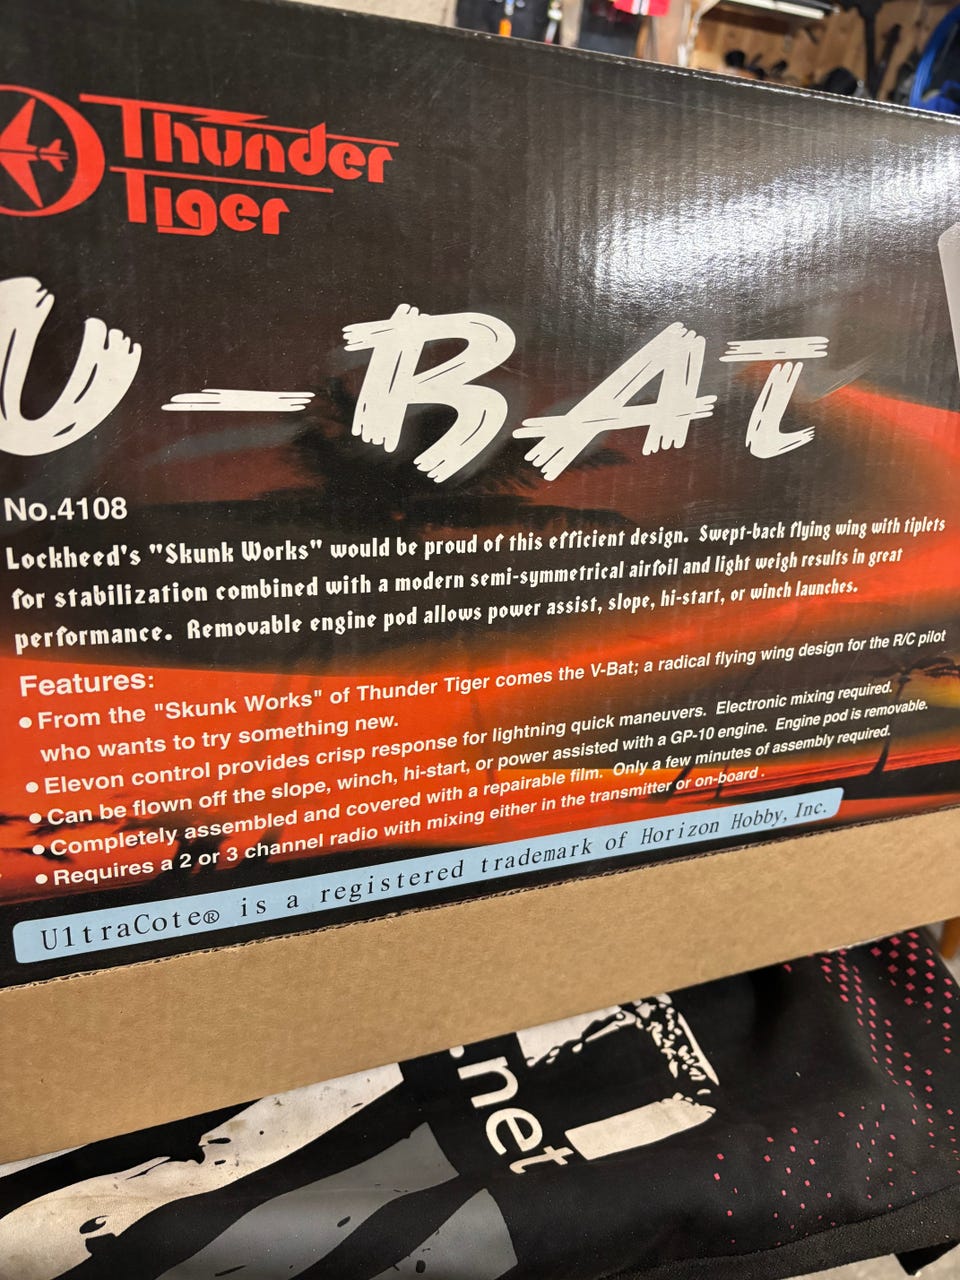 Thunder
Tiger
V-BAT
No.4108
Lockheed's "Skunk Works" would be proud of this efficient design. Swept-back flying wing with tiplets
for stabilization combined with a modern semi-symmetrical airfoil and light weigh results in great
performance. Removable engine pod allows power assist, slope, hi-start, or winch launches.
Features:
●From the "Skunk Works" of Thunder Tiger comes the V-Bat; a radical flying wing design for the R/C pilot
who wants to try something new.
●Elevon control provides crisp response for lightning quick maneuvers. Electronic mixing required.
●Can be flown off the slope, winch, hi-start, or power assisted with a GP-10 engine. Engine pod is removable.
●Completely assembled and covered with a repairable film. Only a few minutes of assembly required.
●Requires a 2 or 3 channel radio with mixing either in the transmitter or on-board .
UltraCote® is a registered trademark of Horizon Hobby, Inc.
.net